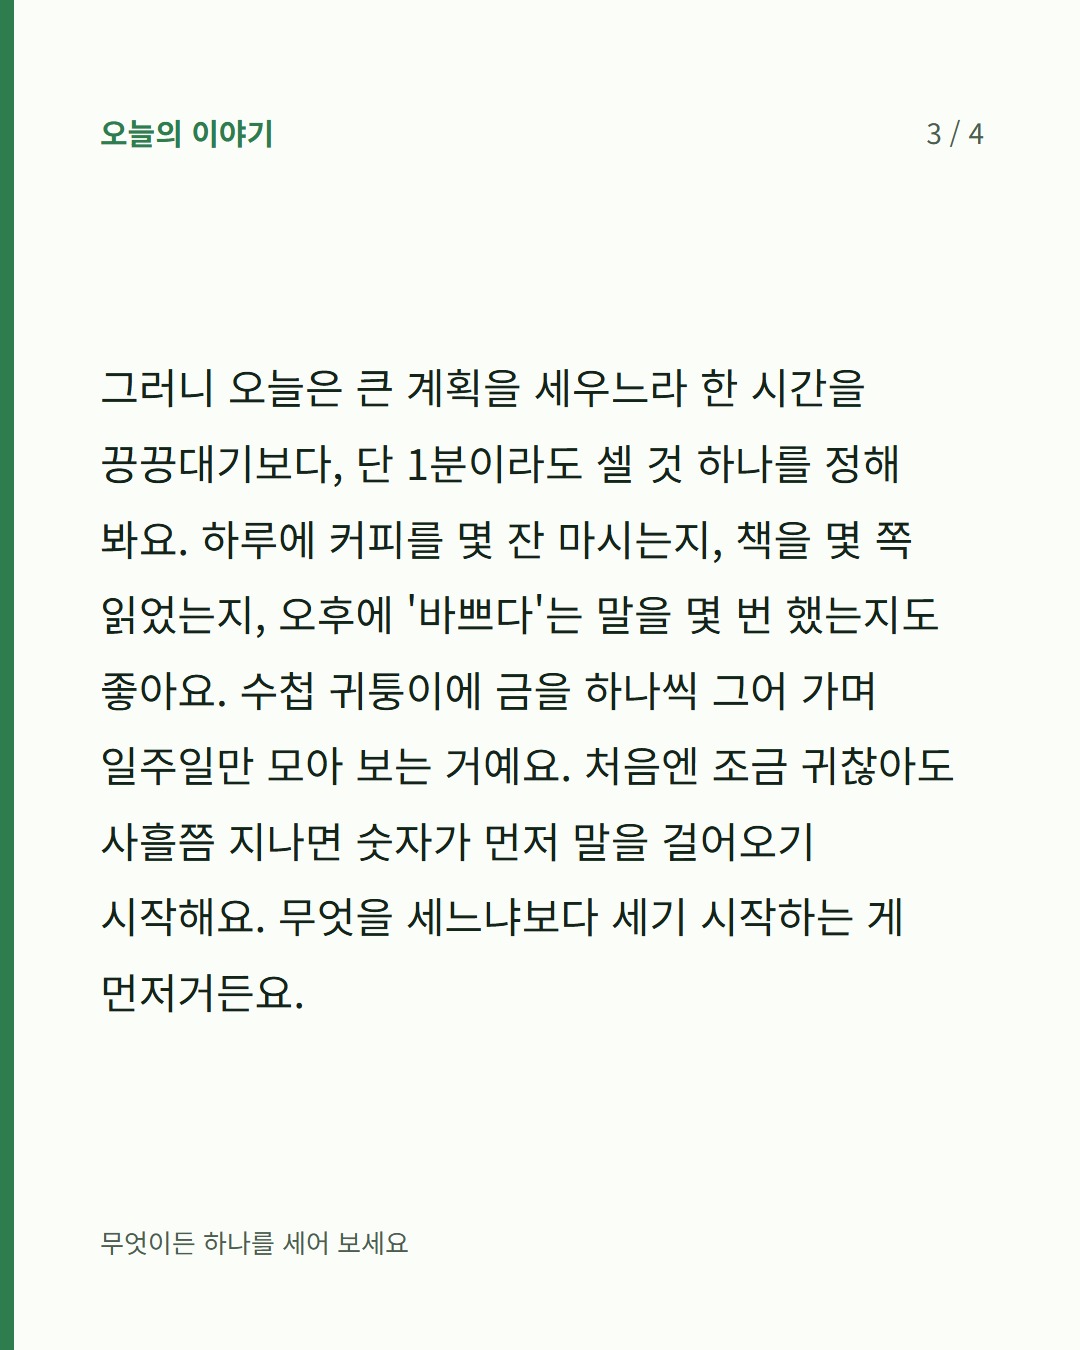 오늘의 이야기
3 / 4
그러니 오늘은 큰 계획을 세우느라 한 시간을
끙끙대기보다, 단 1분이라도 셀 것 하나를 정해
봐요. 하루에 커피를 몇 잔 마시는지, 책을 몇 쪽
읽었는지, 오후에 '바쁘다'는 말을 몇 번 했는지도
좋아요. 수첩 귀퉁이에 금을 하나씩 그어 가며
일주일만 모아 보는 거예요. 처음엔 조금 귀찮아도
사흘쯤 지나면 숫자가 먼저 말을 걸어오기
시작해요. 무엇을 세느냐보다 세기 시작하는 게
먼저거든요.
무엇이든 하나를 세어 보세요